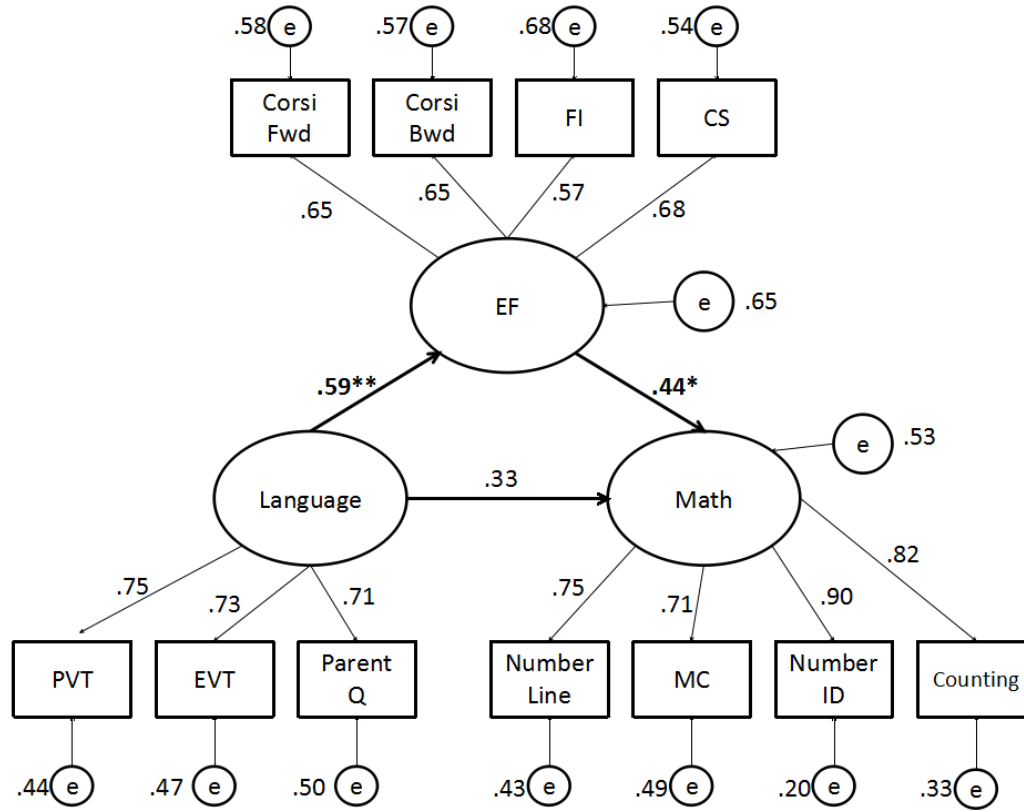 .58 e .57 e .68 e .54 e
Corsi
Fwd
Corsi
Bwd
FI
CS
.65 .65 .57 .68
EF
e .65
.59** .44*
e .53
Language
.33
Math
.75 .73 .71 .75 .71 .90 .82
PVT
EVT
Parent
Q
Number
Line
MC
Number
ID
Counting
.44 e .47 e .50 e .43 e .49 e .20 e .33 e